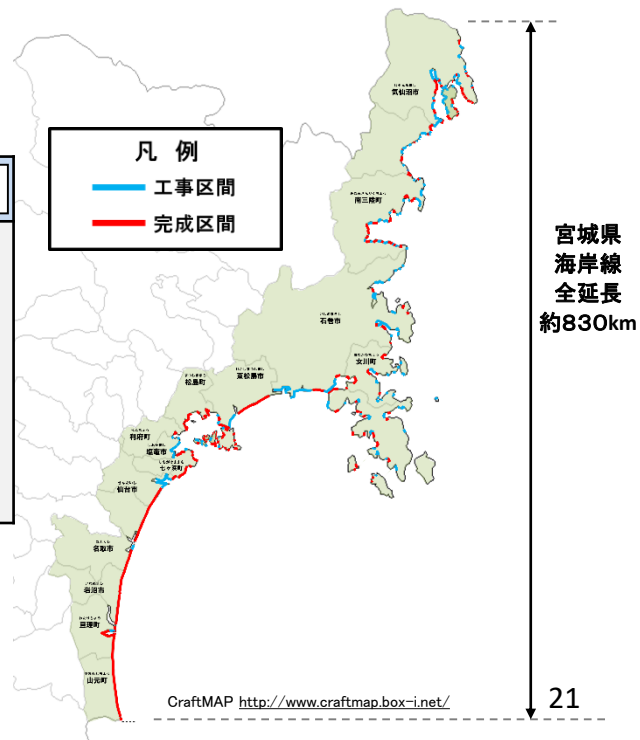 凡 例
工事区間
完成区間
気仙沼市
南三陸町
石巻市
女川町
東松島市
松島町
利府町
塩竈市
七ヶ浜町
仙台市
名取市
岩沼市
亘理町
山元町
宮城県
海岸線
全延長
約830km
CraftMAP http://www.craftmap.box-i.net/
21